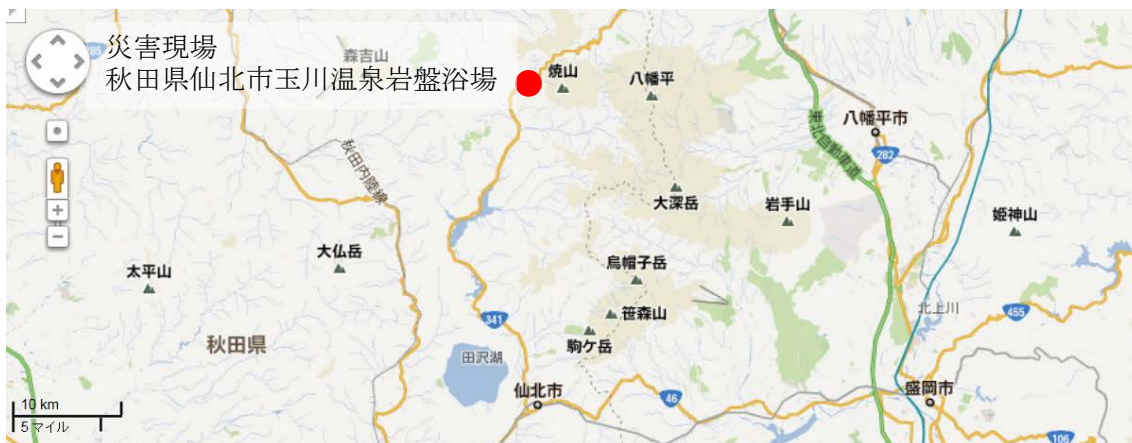 災害現場
秋田県仙北市玉川温泉岩盤浴場
285
森吉山
焼山
八幡平
八幡平市
東北自動車道
282
秋田内陸線
大深岳
岩手山
姫神山
大仏岳
太平山
烏帽子岳
笹森山
341
北上川
455
秋田県
駒ケ岳
田沢湖
仙北市
46
盛岡市
106
10 km
5 マイル